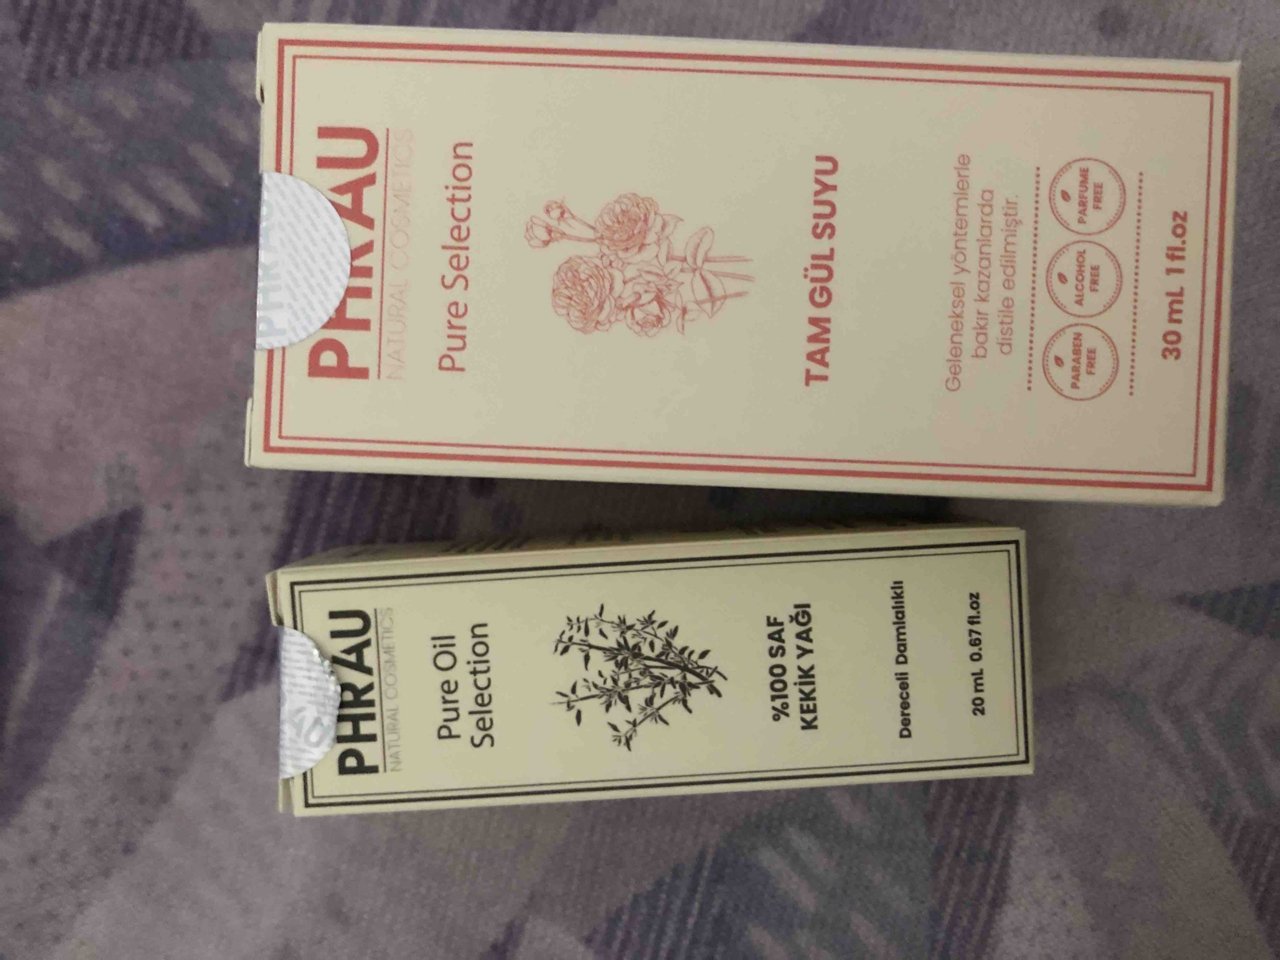 PHRAU
NATURAL COSMETICS
Pure Selection
TAM GÜL SUYU
Geleneksel yöntemlerle
bakır kazanlarda
distile edilmiştir.
PARABEN
FREE
ALCOHOL
FREE
PARFUME
FREE
30 mL 1 fl.oz
PHRAU
NATURAL COSMETICS
Pure Oil
Selection
%100 SAF
KEKİK YAĞI
Dereceli Damlalıklı
20 mL 0.67 fl.oz